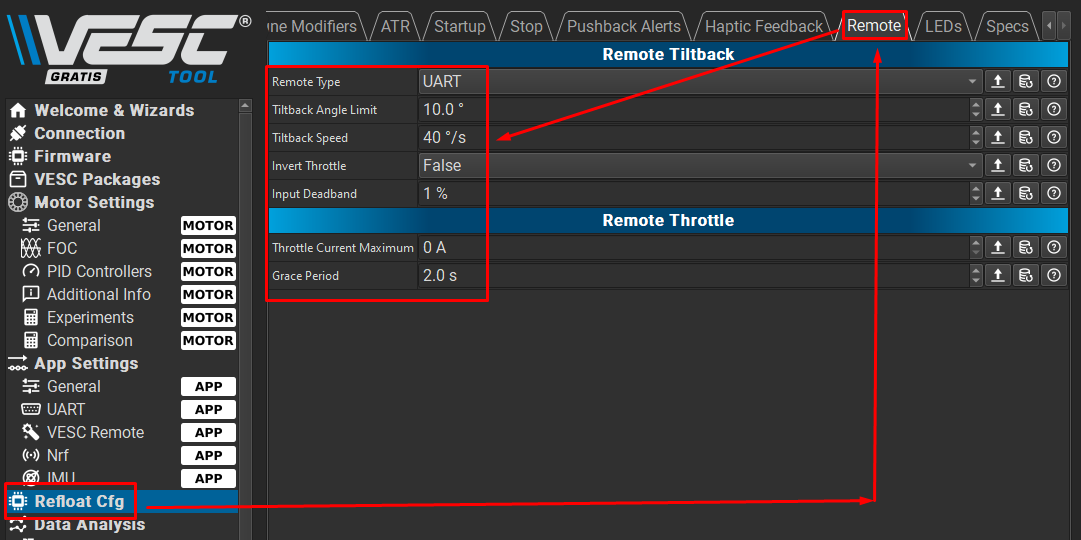 VESC®
GRATIS TOOL
une Modifiers ATR Startup Stop Pushback Alerts Haptic Feedback Remote LEDs Specs
Remote Tiltback
Remote Type UART
Tiltback Angle Limit 10.0 °
Tiltback Speed 40 °/s
Invert Throttle False
Input Deadband 1 %
Remote Throttle
Throttle Current Maximum 0 A
Grace Period 2.0 s
Welcome & Wizards
Connection
Firmware
VESC Packages
Motor Settings
General MOTOR
FOC MOTOR
PID Controllers MOTOR
Additional Info MOTOR
Experiments MOTOR
Comparison MOTOR
App Settings
General APP
UART APP
VESC Remote APP
Nrf APP
IMU APP
Refloat Cfg
Data Analysis